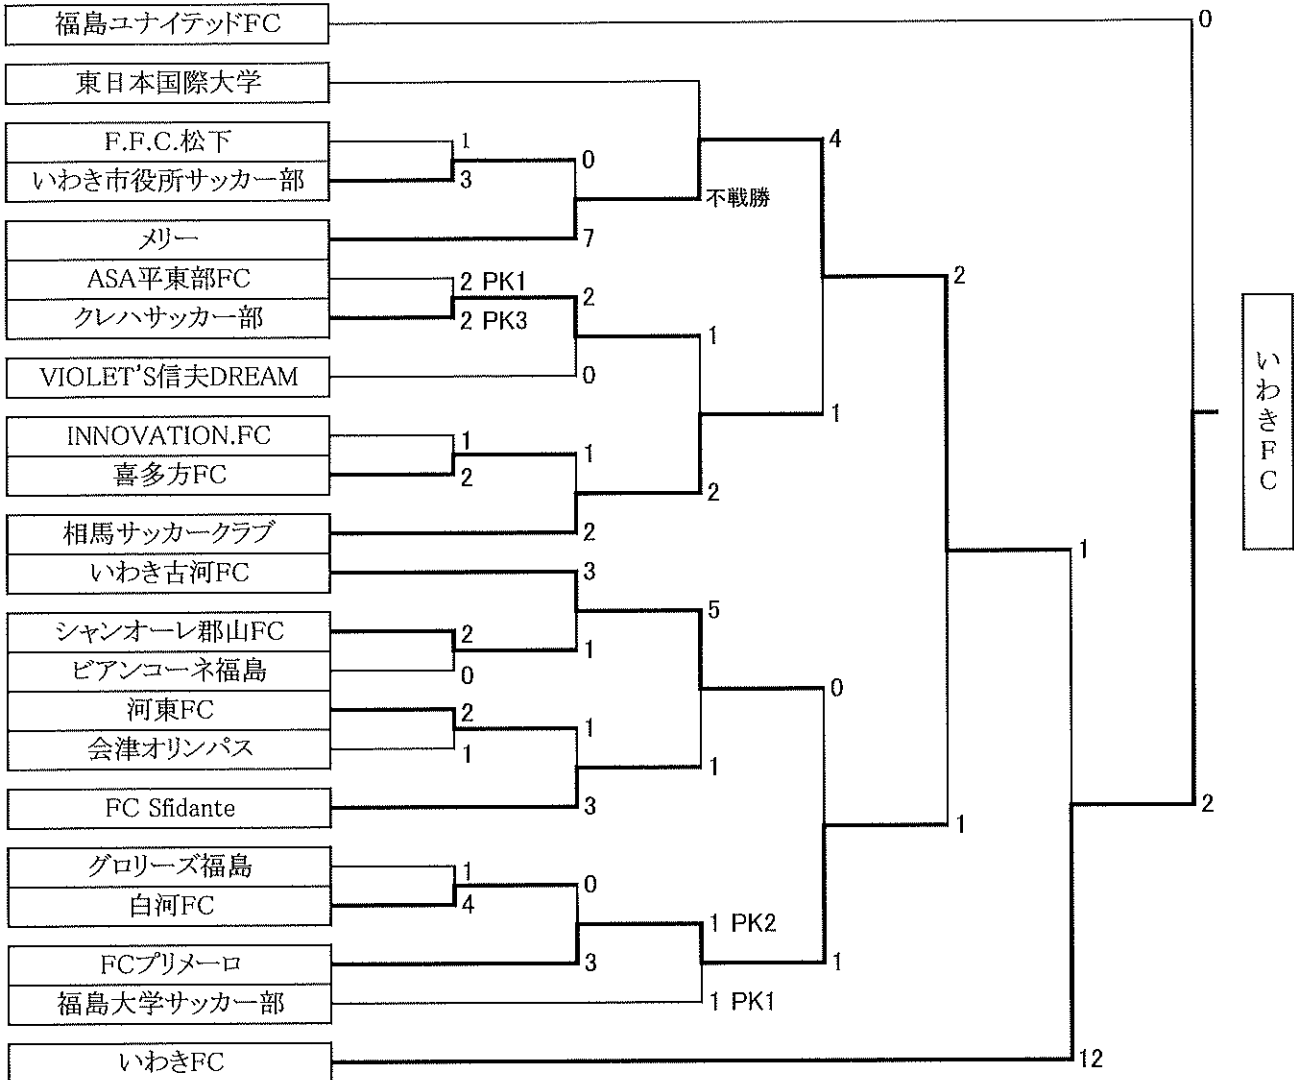 福島ユナイテッドFC
0
東日本国際大学
F.F.C.松下
1
いわき市役所サッカー部
3
0
4
不戦勝
メリー
7
ASA平東部FC
2 PK1
クレハサッカー部
2 PK3
2
1
2
VIOLET'S信夫DREAM
0
INNOVATION.FC
1
喜多方FC
2
1
1
2
相馬サッカークラブ
2
いわき古河FC
3
5
1
シャンオーレ郡山FC
2
ビアンコーネ福島
0
1
河東FC
2
会津オリンパス
1
1
0
1
FC Sfidante
3
1
2
グロリーズ福島
1
白河FC
4
0
1 PK2
FCプリメーロ
3
1
福島大学サッカー部
1 PK1
いわきFC
12
いわきFC